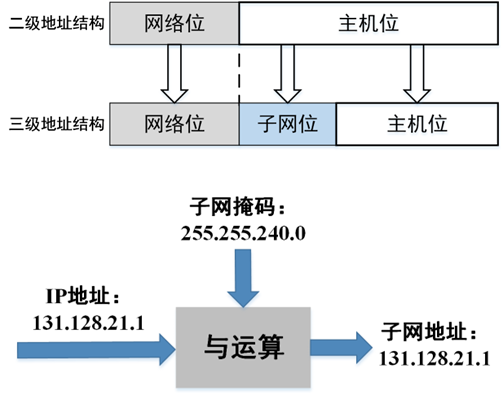 二级地址结构 网络位 主机位
三级地址结构 网络位 子网位 主机位
子网掩码：
255.255.240.0
IP地址：
131.128.21.1
与运算
子网地址：
131.128.21.1